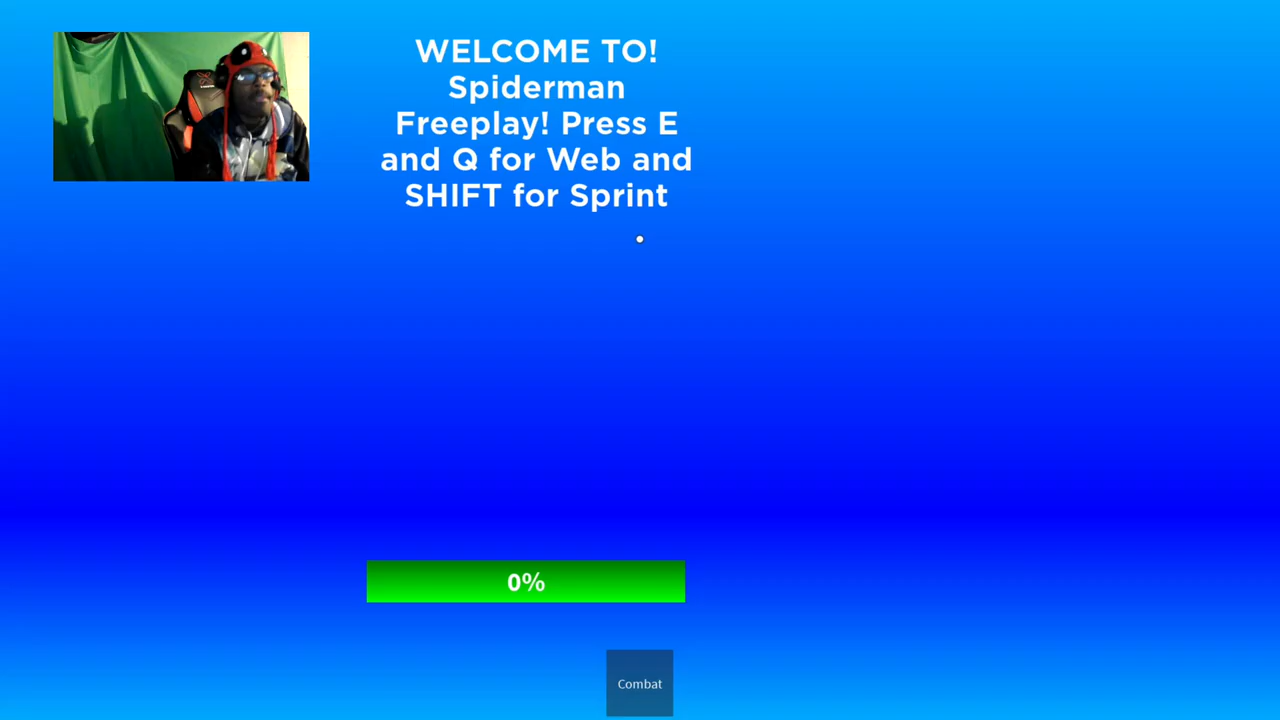 WELCOME TO!
Spiderman
Freeplay! Press E
and Q for Web and
SHIFT for Sprint
0%
Combat